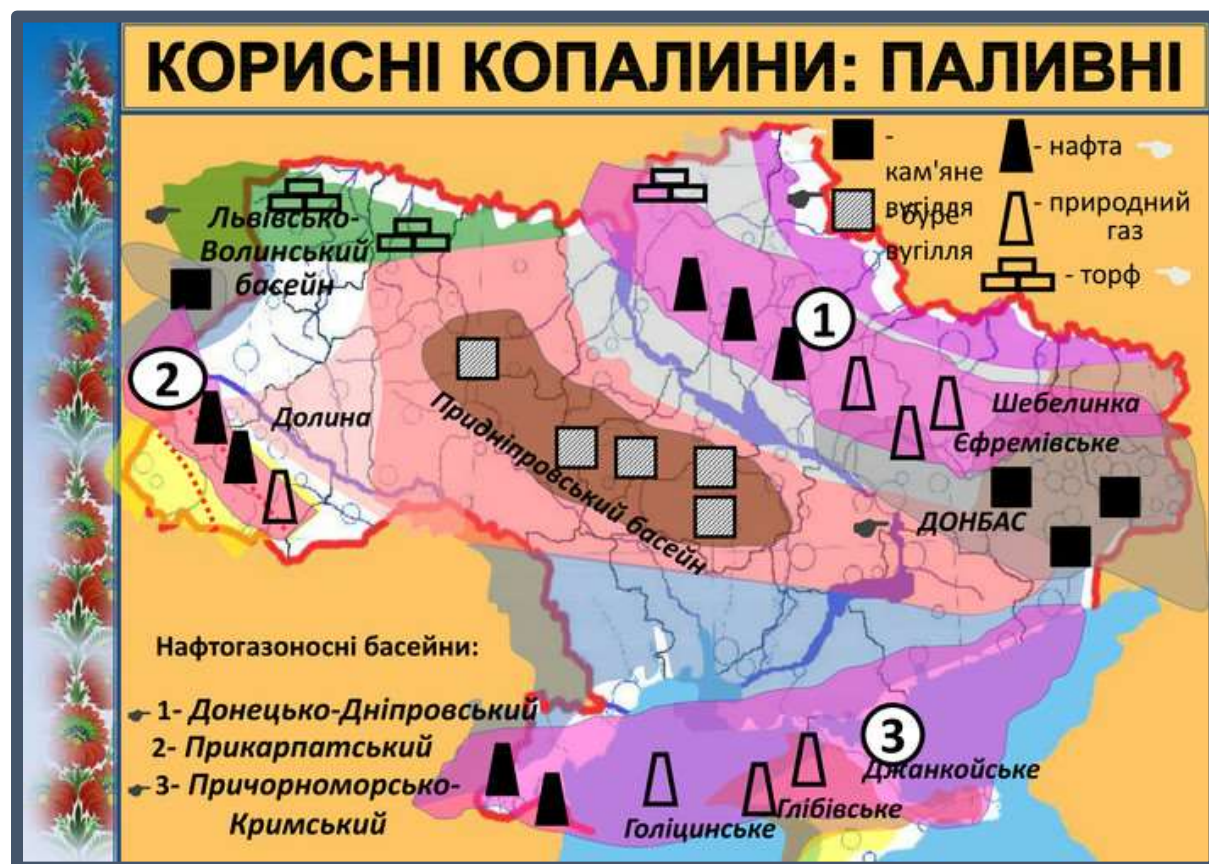 КОРИСНІ КОПАЛИНИ: ПАЛИВНІ
-
кам'яне
вугілля
- буре
вугілля
- нафта
- природний
газ
- торф
Львівсько-
Волинський
басейн
1
2
Долина
Придніпровський басейн
Шебелинка
Єфремівське
ДОНБАС
Нафтогазоносні басейни:
1- Донецько-Дніпровський
2- Прикарпатський
3- Причорноморсько-
Кримський
3
Джанкойське
Глібівське
Голіцинське